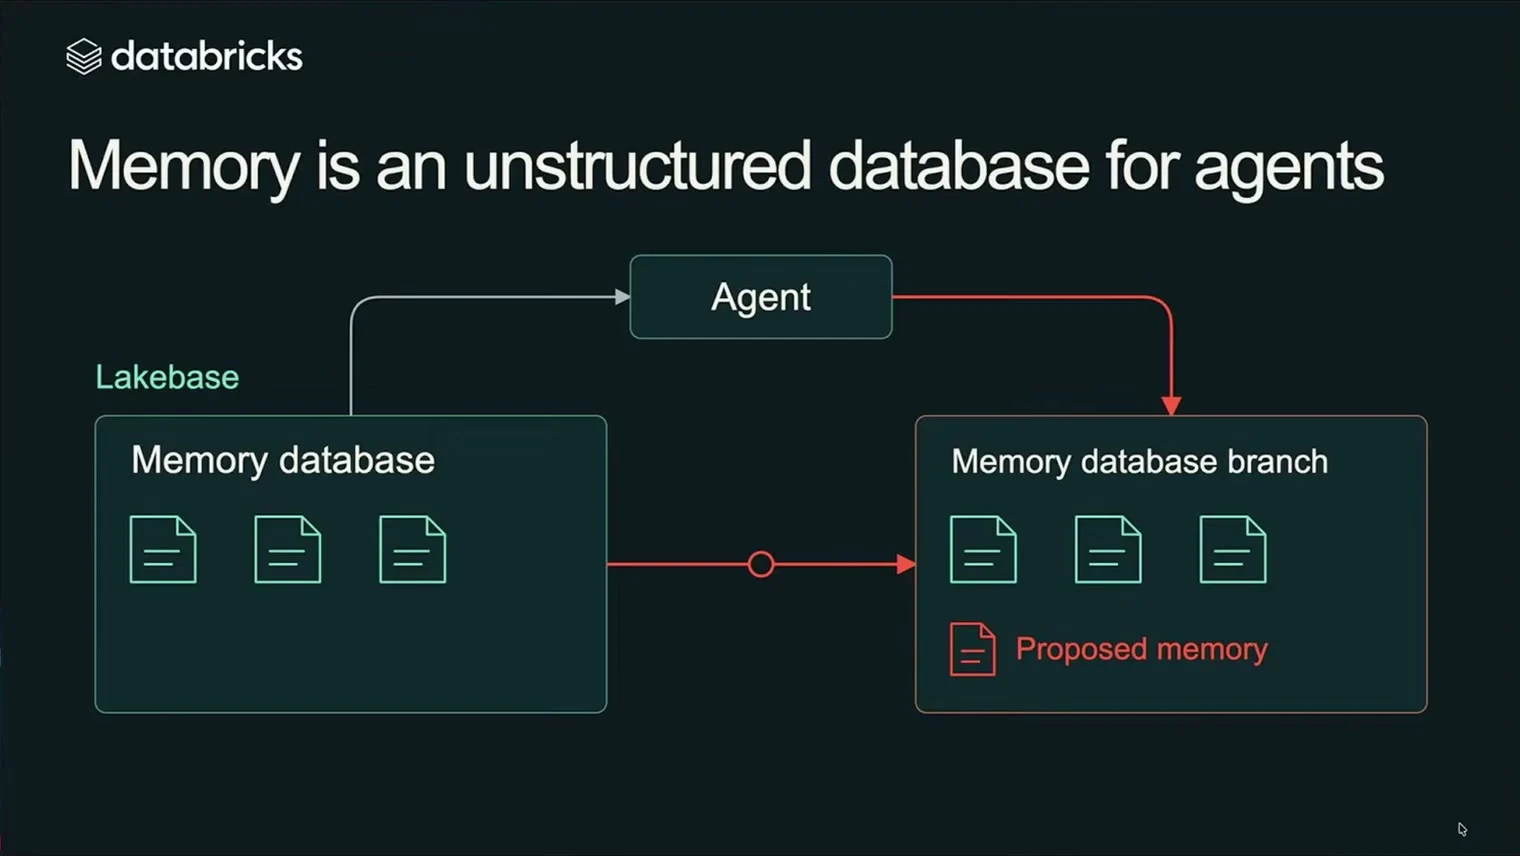 databricks
Memory is an unstructured database for agents
Agent
Lakebase
Memory database
Memory database branch
Proposed memory